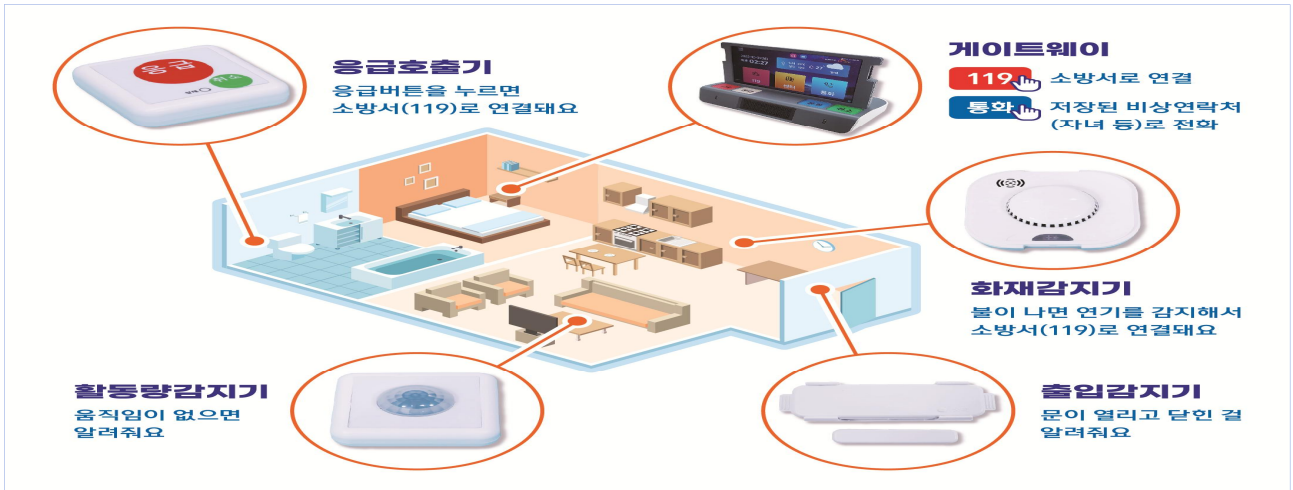 응급
취소
응급호출기
응급버튼을 누르면
소방서(119)로 연결돼요
02:27
게이트웨이
119 소방서로 연결
통화 저장된 비상연락처
(자녀 등)로 전화
화재감지기
불이 나면 연기를 감지해서
소방서(119)로 연결돼요
활동량감지기
움직임이 없으면
알려줘요
출입감지기
문이 열리고 닫힌 걸
알려줘요